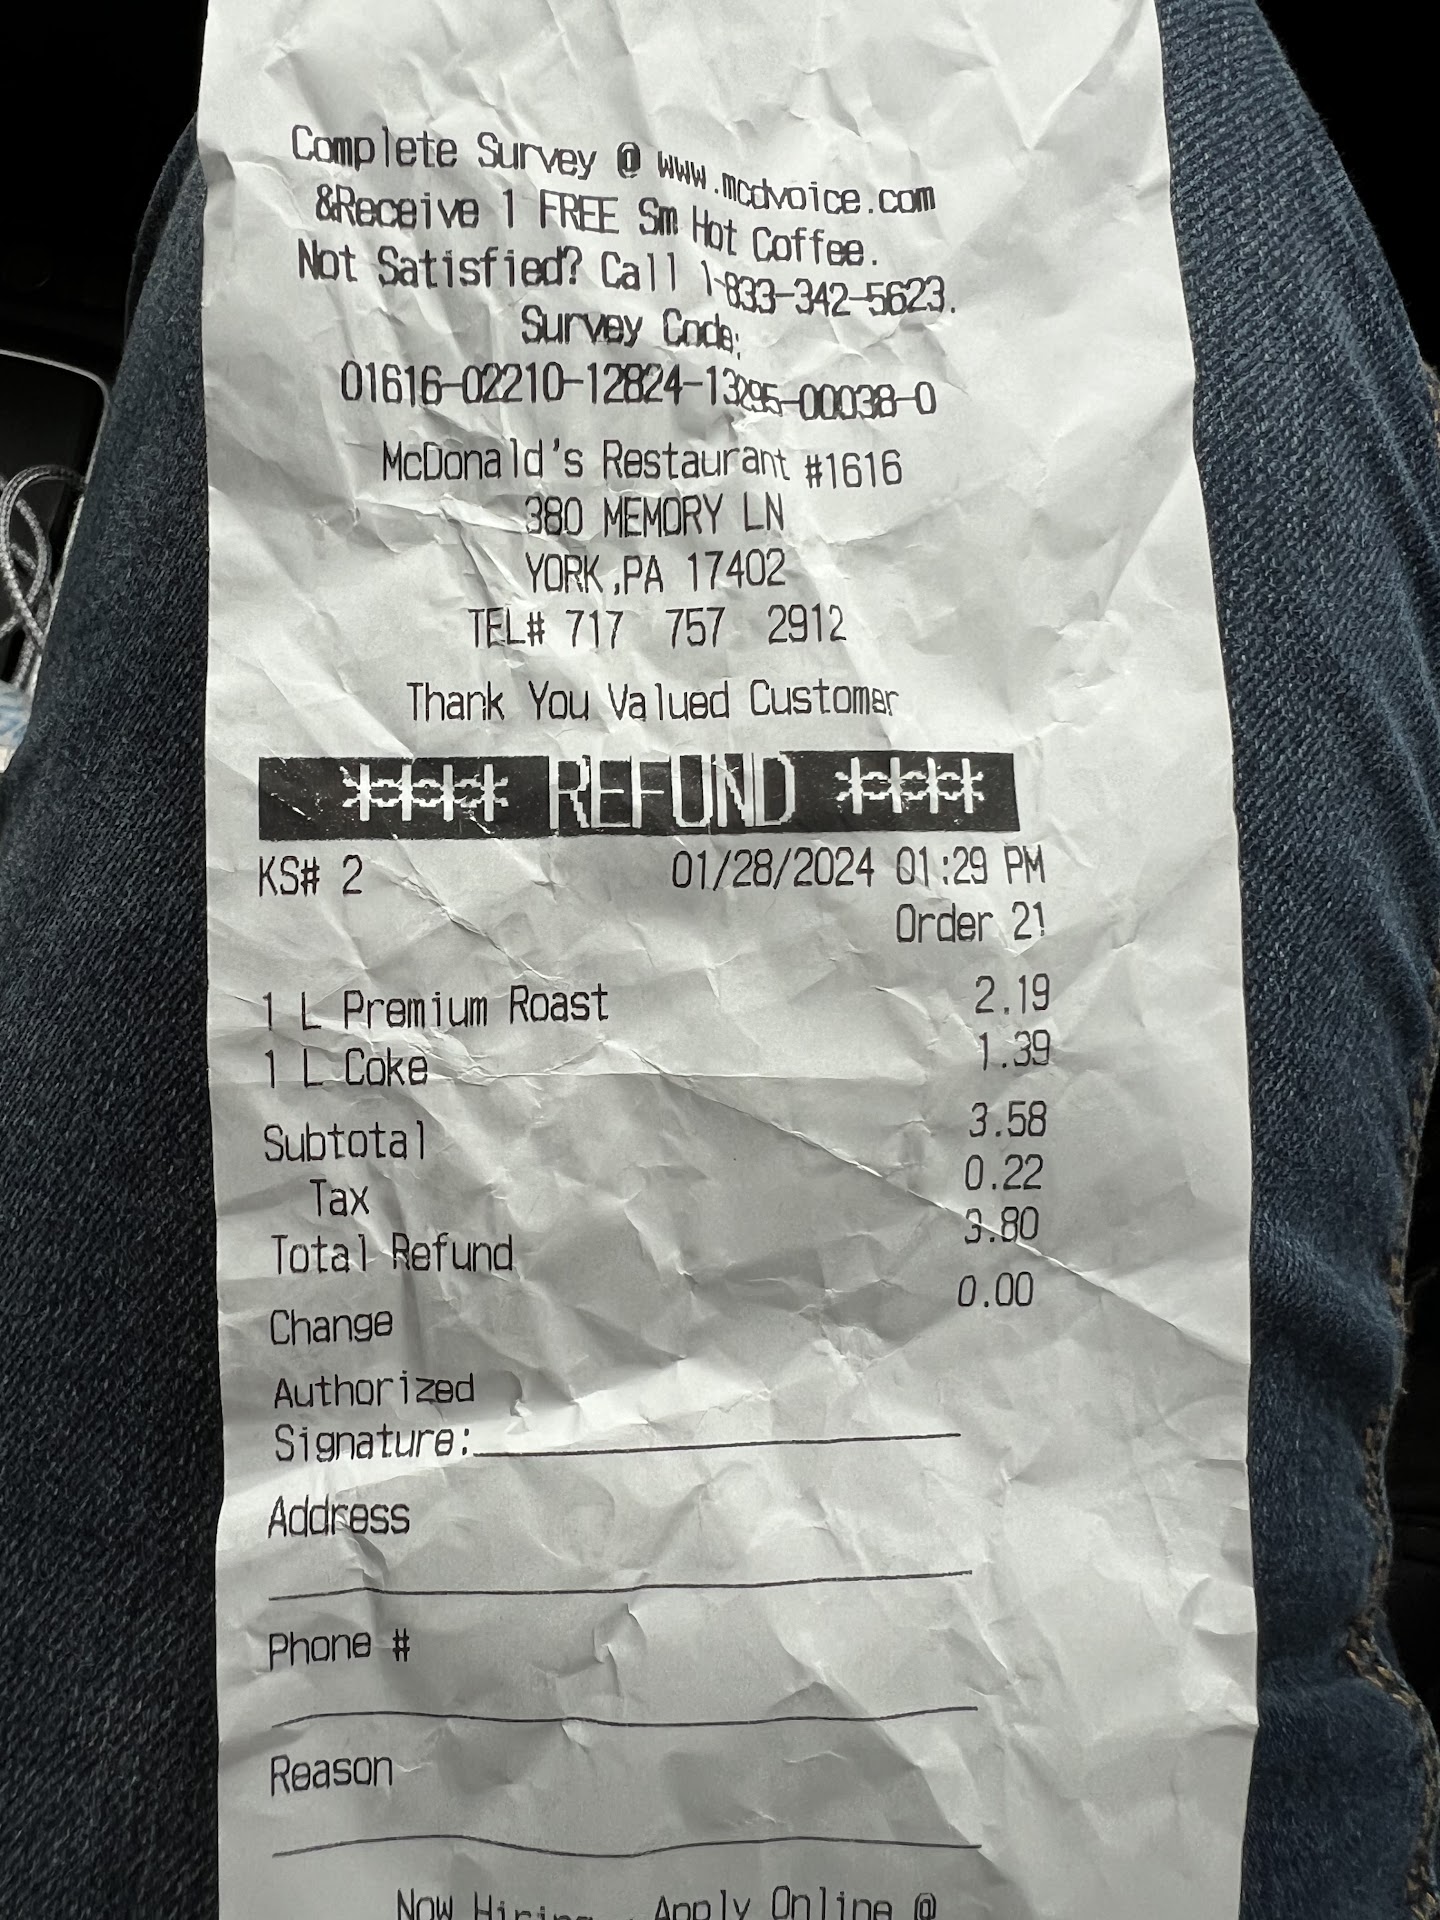 Complete Survey @ www.mcdvoice.com
&Receive 1 FREE Sm Hot Coffee.
Not Satisfied? Call 1-833-342-5623.
Survey Code:
01616-02210-12824-13295-00038-0
McDonald's Restaurant #1616
380 MEMORY LN
YORK,PA 17402
TEL# 717 757 2912
Thank You Valued Customer
**** REFUND ****
KS# 2 01/28/2024 01:29 PM
Order 21
1 L Premium Roast 2.19
1 L Coke 1.39
Subtotal 3.58
Tax 0.22
Total Refund 3.80
Change 0.00
Authorized
Signature:
Address
Phone #
Reason
Now Hiring Apply Online @